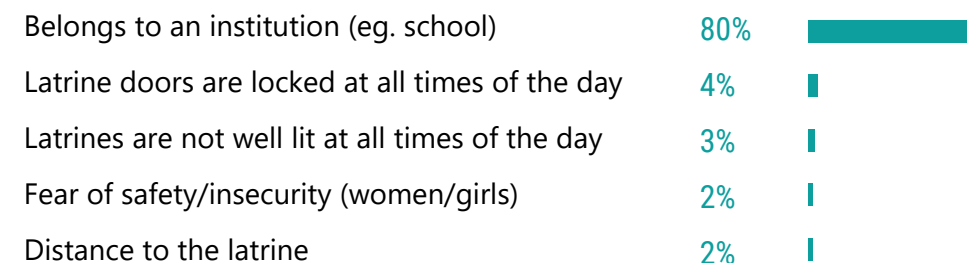 Belongs to an institution (eg. school) 80%
Latrine doors are locked at all times of the day 4%
Latrines are not well lit at all times of the day 3%
Fear of safety/insecurity (women/girls) 2%
Distance to the latrine 2%